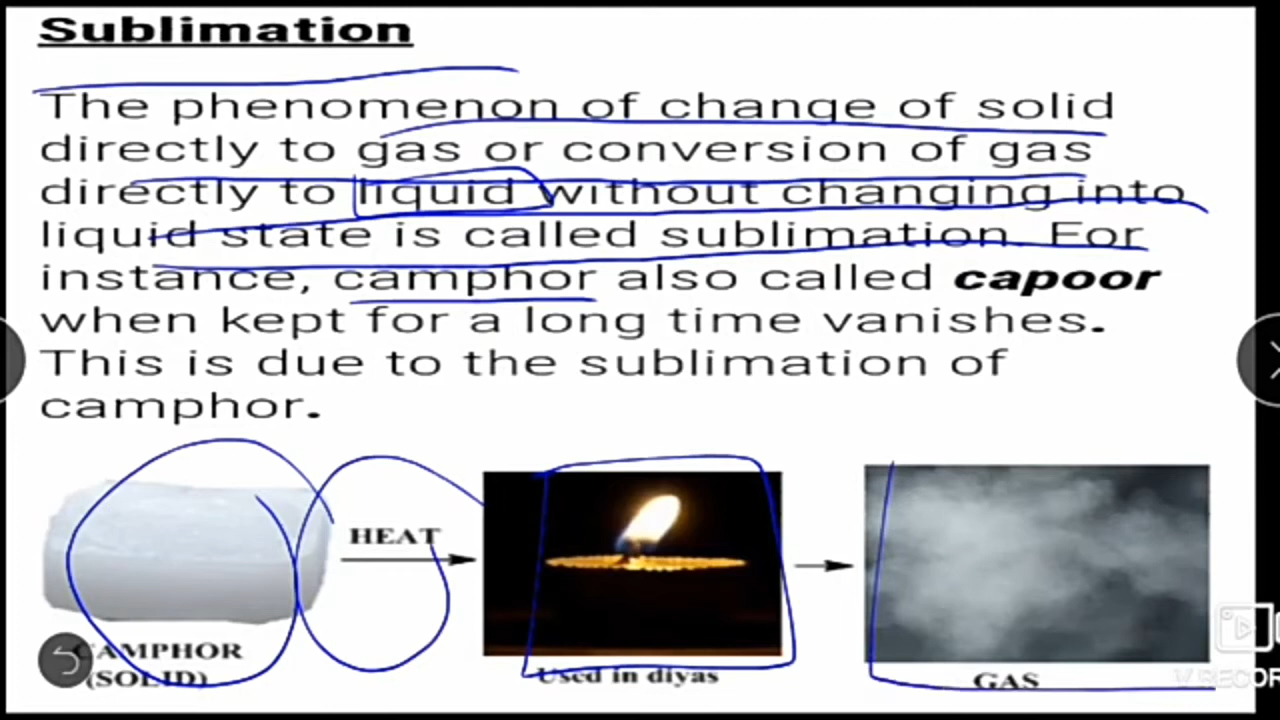 Sublimation
The phenomenon of change of solid
directly to gas or conversion of gas
directly to liquid without changing into
liquid state is called sublimation. For
instance, camphor also called capoor
when kept for a long time vanishes.
This is due to the sublimation of
camphor.
HEAT
CAMPHOR
(SOLID)
Used in diyas
GAS
V RECOR